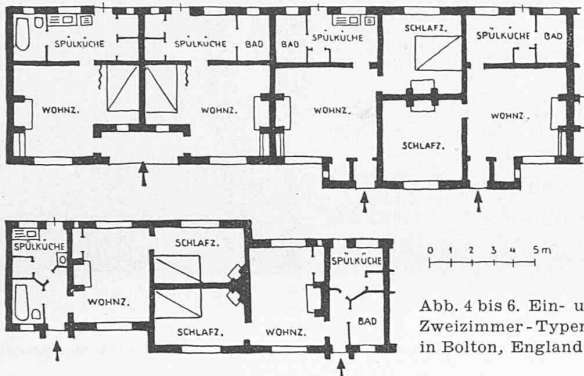 SPÜLKÜCHE
SPÜLKÜCHE
BAD
BAD
SPÜLKÜCHE
SCHLAFZ.
SPÜLKÜCHE
BAD
WOHNZ.
WOHNZ.
WOHNZ.
SCHLAFZ.
WOHNZ.
SPÜLKÜCHE
WOHNZ.
SCHLAFZ.
SCHLAFZ.
WOHNZ.
SPÜLKÜCHE
BAD
0 1 2 3 4 5 m
Abb. 4 bis 6. Ein- u
Zweizimmer-Typen
in Bolton, England